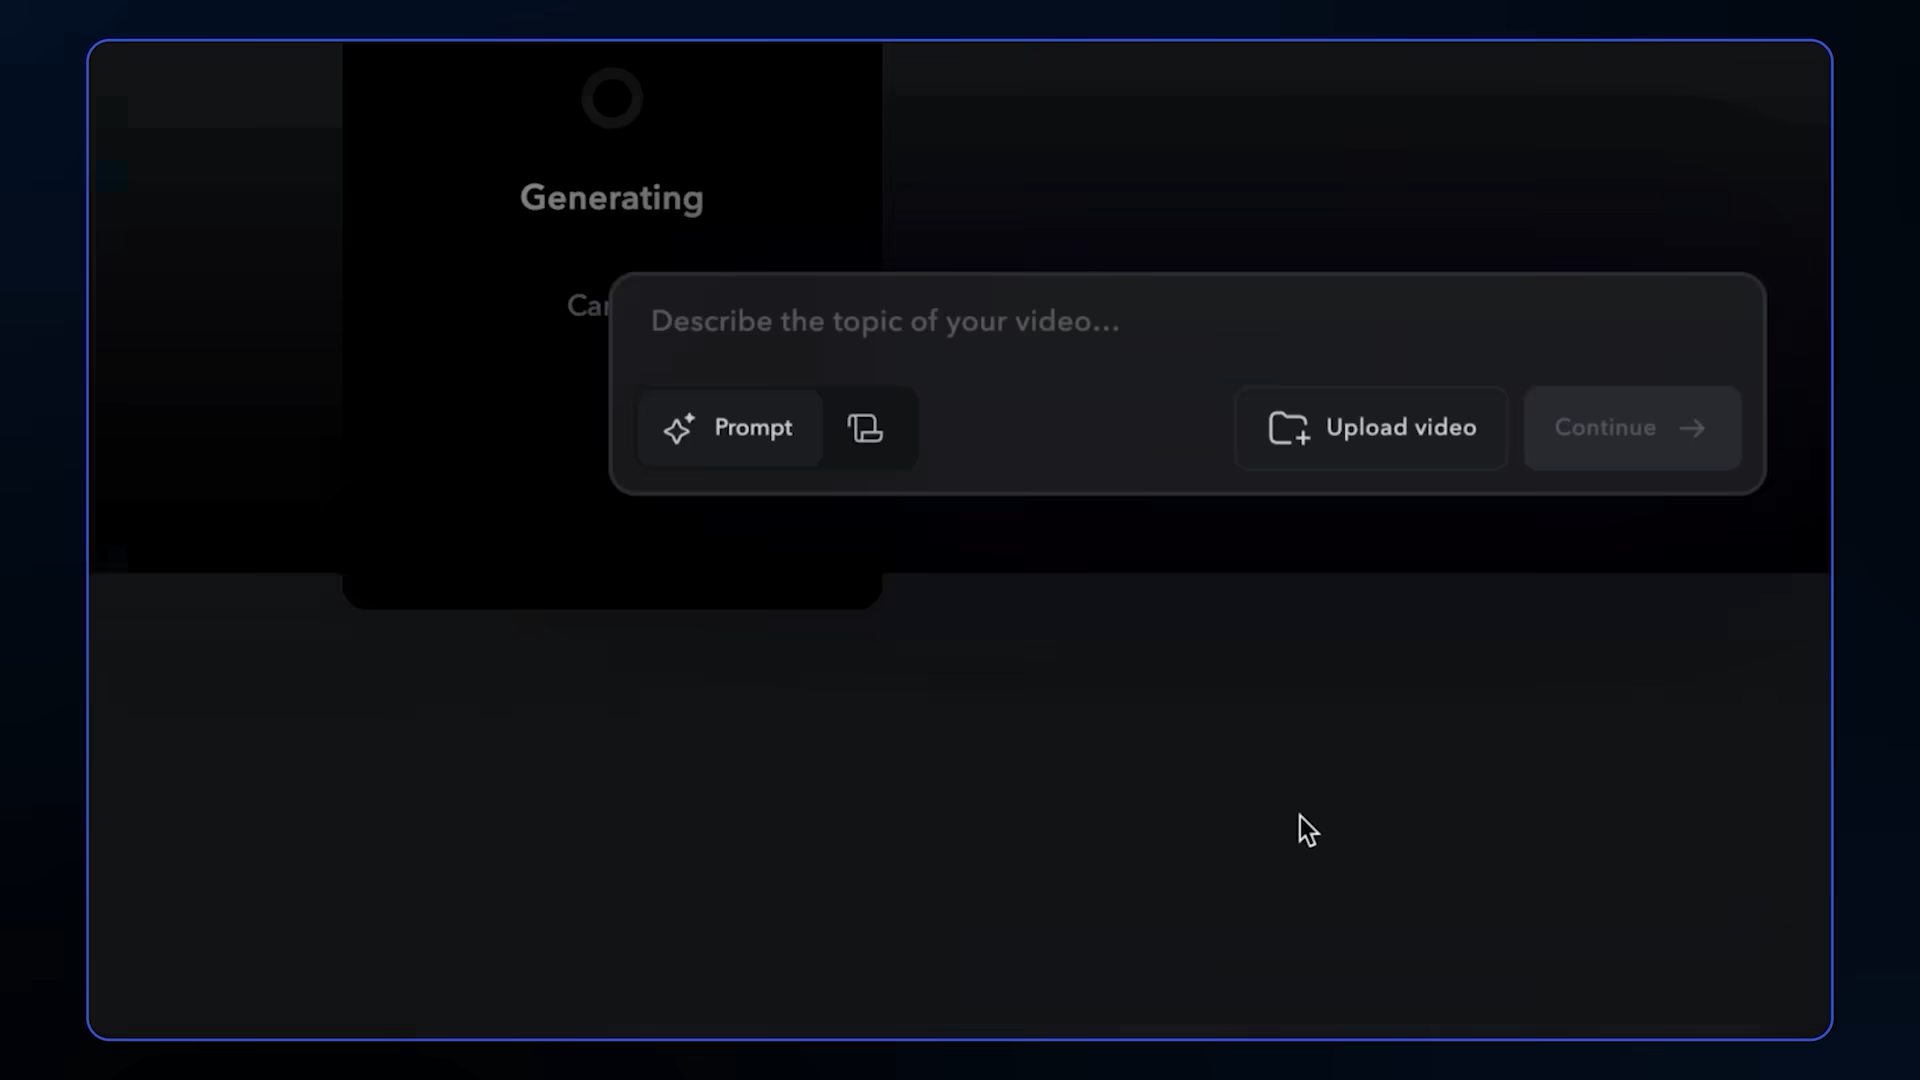 Generating
Describe the topic of your video...
Prompt
Upload video
Continue